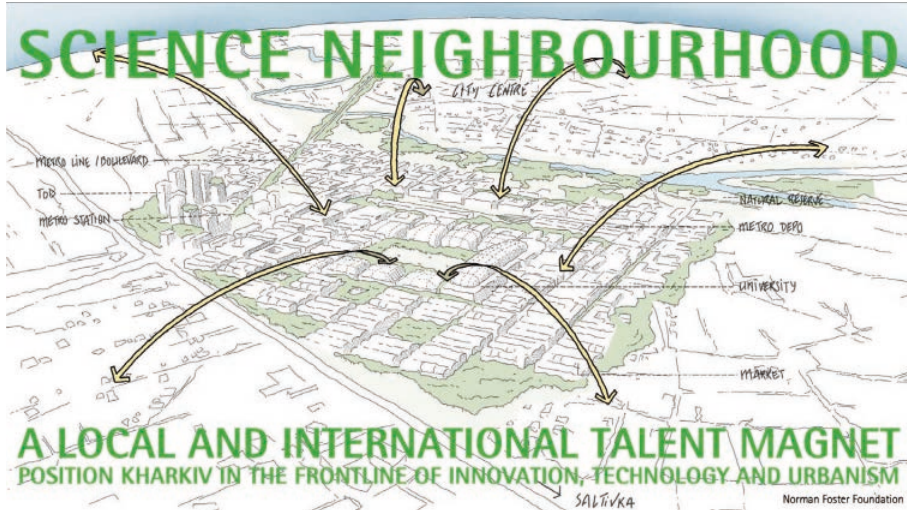 SCIENCE NEIGHBOURHOOD
CITY CENTRE
METRO LINE / BOULEVARD
TOD
METRO STATION
NATURAL RESERVE
METRO DEPO
UNIVERSITY
MARKET
A LOCAL AND INTERNATIONAL TALENT MAGNET
POSITION KHARKIV IN THE FRONTLINE OF INNOVATION, TECHNOLOGY AND URBANISM
SALTIVKA
Norman Foster Foundation